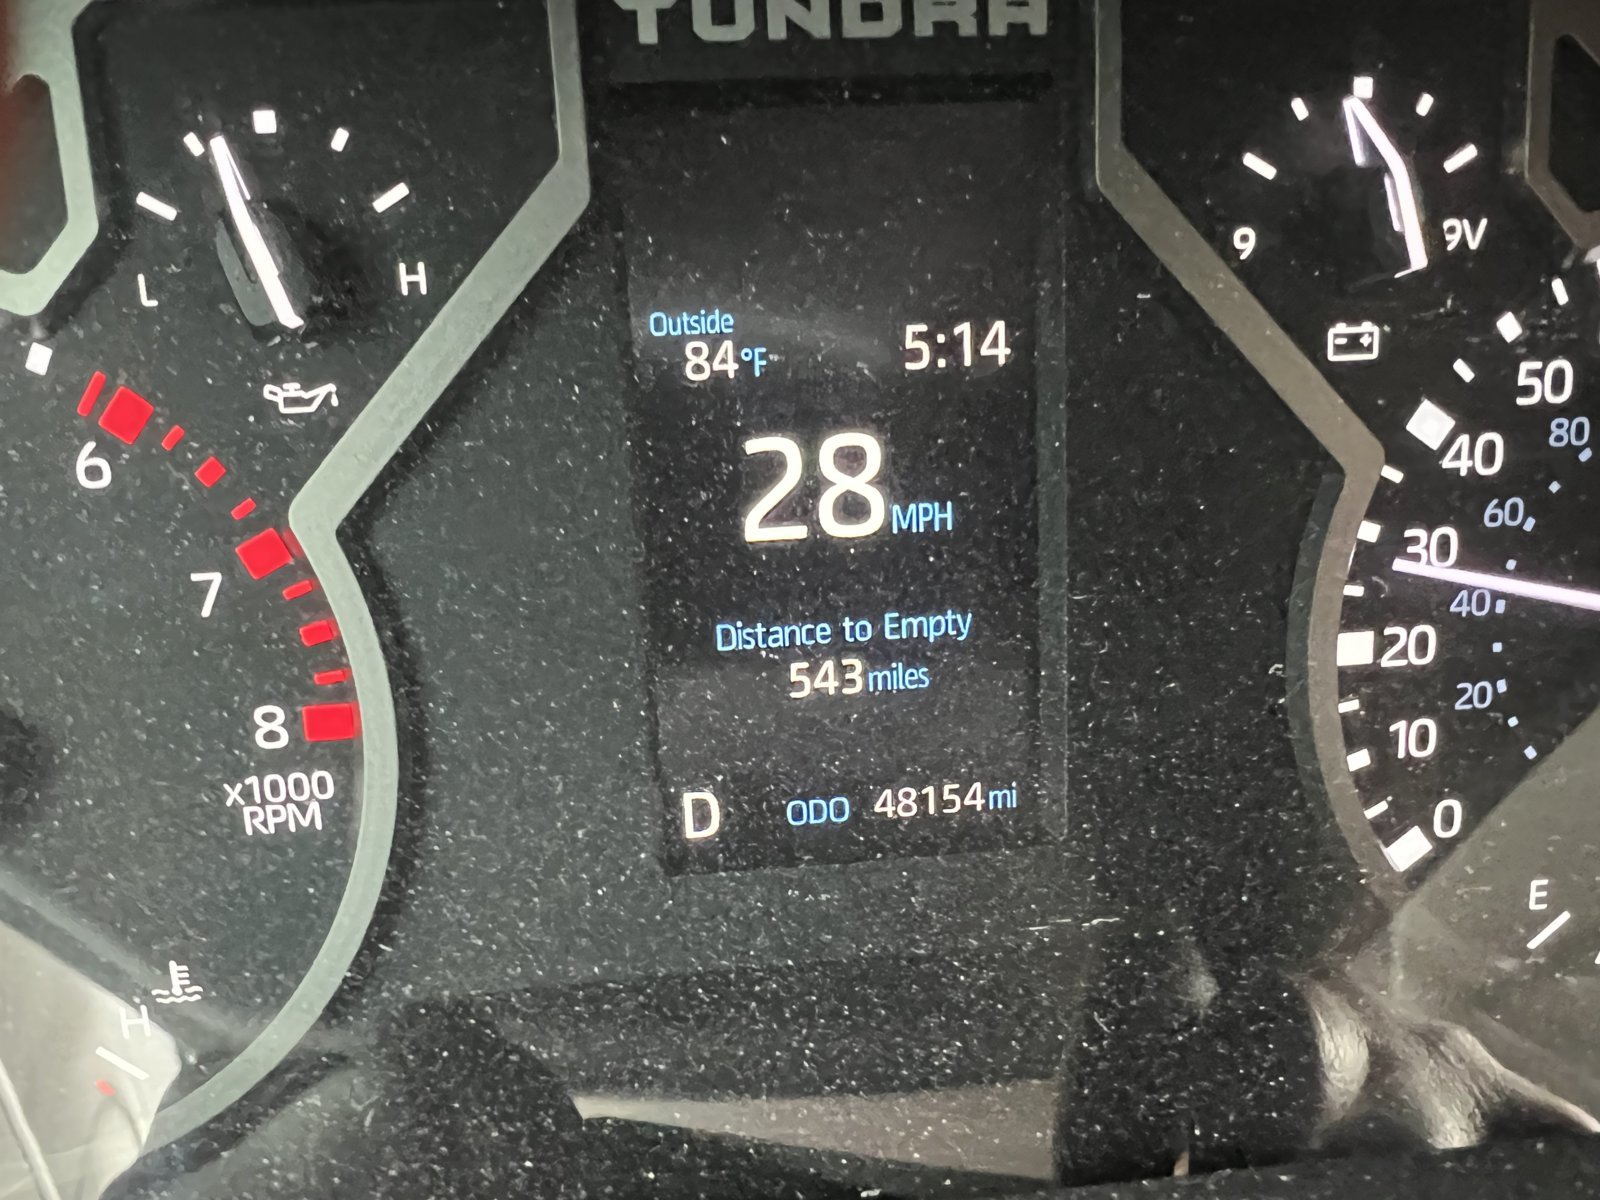 TUNDRA
L
H
9
9V
Outside
84°F
5:14
28 MPH
Distance to Empty
543 miles
D
ODO 48154 mi
6
7
8
x1000
RPM
H
50
40
30
20
10
0
80
60
40
20
E